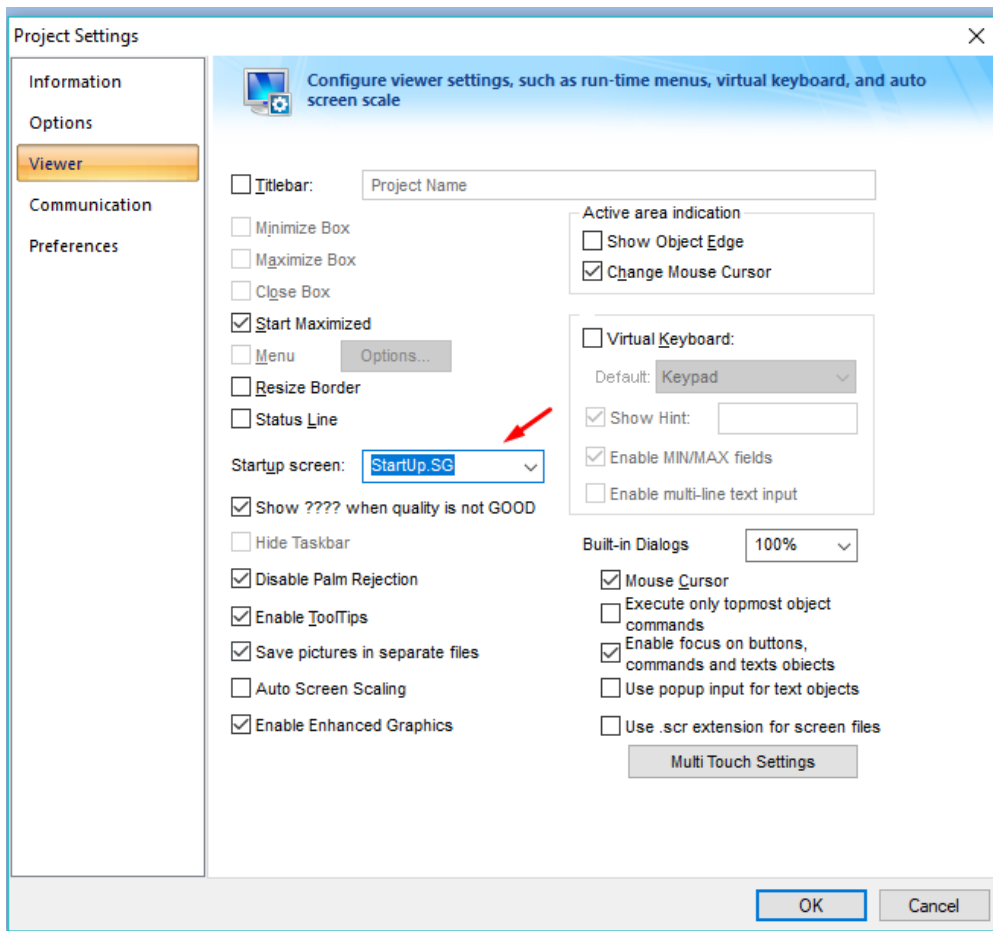 Project Settings
Information
Options
Viewer
Communication
Preferences
Configure viewer settings, such as run-time menus, virtual keyboard, and auto
screen scale
Titlebar:
Project Name
Minimize Box
Maximize Box
Close Box
Start Maximized
Menu
Options...
Resize Border
Status Line
Startup screen:
StartUp.SG
Show ???? when quality is not GOOD
Hide Taskbar
Disable Palm Rejection
Enable ToolTips
Save pictures in separate files
Auto Screen Scaling
Enable Enhanced Graphics
Active area indication
Show Object Edge
Change Mouse Cursor
Virtual Keyboard:
Default:
Keypad
Show Hint:
Enable MIN/MAX fields
Enable multi-line text input
Built-in Dialogs
100%
Mouse Cursor
Execute only topmost object
commands
Enable focus on buttons,
commands and texts objects
Use popup input for text objects
Use .scr extension for screen files
Multi Touch Settings
OK
Cancel